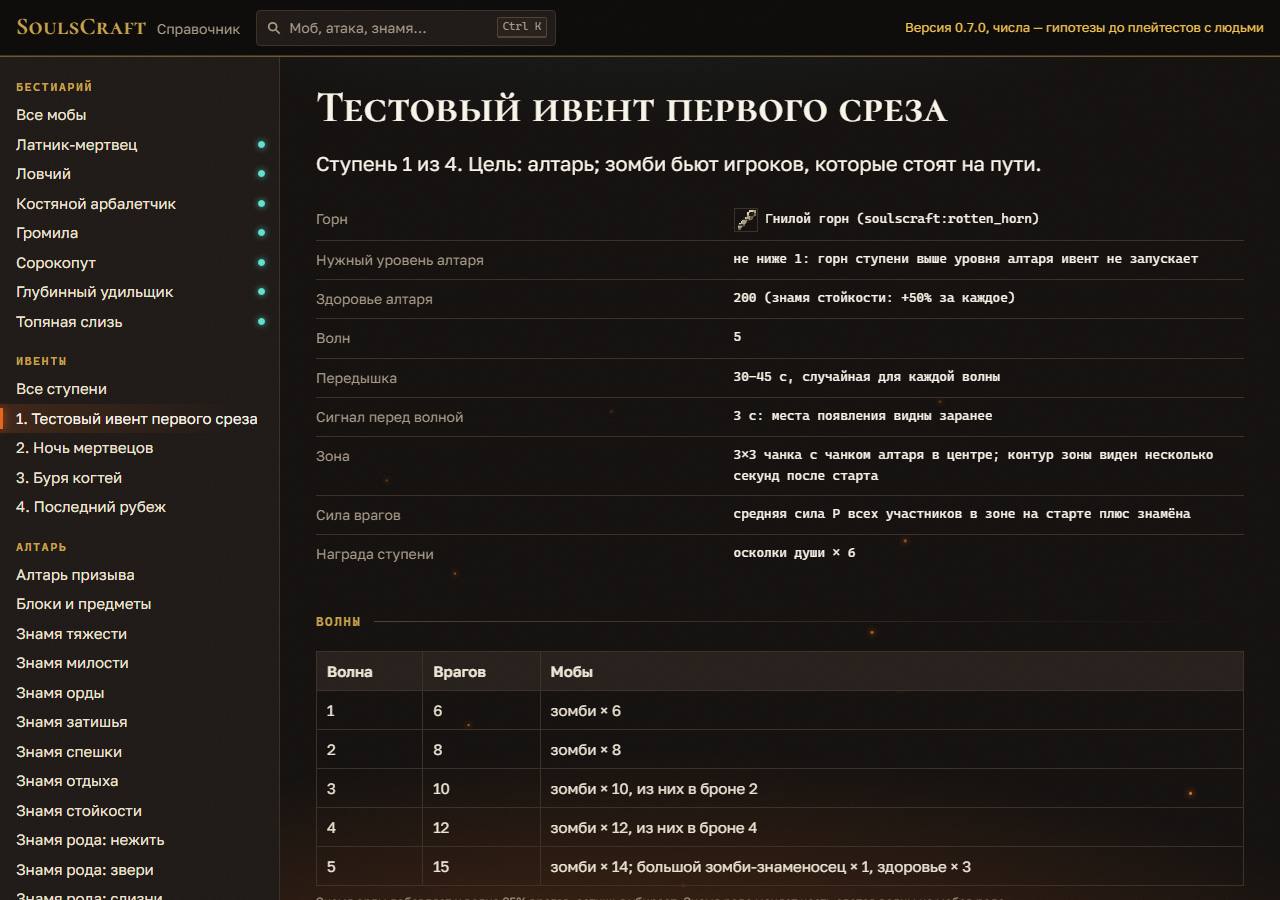 SoulsCraft Справочник
Моб, атака, знамя...
Ctrl K
Версия 0.7.0, числа — гипотезы до плейтестов с людьми
БЕСТИАРИЙ
Все мобы
Латник-мертвец
Ловчий
Костяной арбалетчик
Громила
Сорокопут
Глубинный удильщик
Топяная слизь
ИВЕНТЫ
Все ступени
1. Тестовый ивент первого среза
2. Ночь мертвецов
3. Буря когтей
4. Последний рубеж
АЛТАРЬ
Алтарь призыва
Блоки и предметы
Знамя тяжести
Знамя милости
Знамя орды
Знамя затишья
Знамя спешки
Знамя отдыха
Знамя стойкости
Знамя рода: нежить
Знамя рода: звери
Знамя рода: слизни
Тестовый ивент первого среза
Ступень 1 из 4. Цель: алтарь; зомби бьют игроков, которые стоят на пути.
Горн Гнилой горн (soulscraft:rotten_horn)
Нужный уровень алтаря не ниже 1: горн ступени выше уровня алтаря ивент не запускает
Здоровье алтаря 200 (знамя стойкости: +50% за каждое)
Волн 5
Передышка 30–45 с, случайная для каждой волны
Сигнал перед волной 3 с: места появления видны заранее
Зона 3×3 чанка с чанком алтаря в центре; контур зоны виден несколько
секунд после старта
Сила врагов средняя сила P всех участников в зоне на старте плюс знамёна
Награда ступени осколки души × 6
ВОЛНЫ
Волна Врагов Мобы
1 6 зомби × 6
2 8 зомби × 8
3 10 зомби × 10, из них в броне 2
4 12 зомби × 12, из них в броне 4
5 15 зомби × 14; большой зомби-знаменосец × 1, здоровье × 3